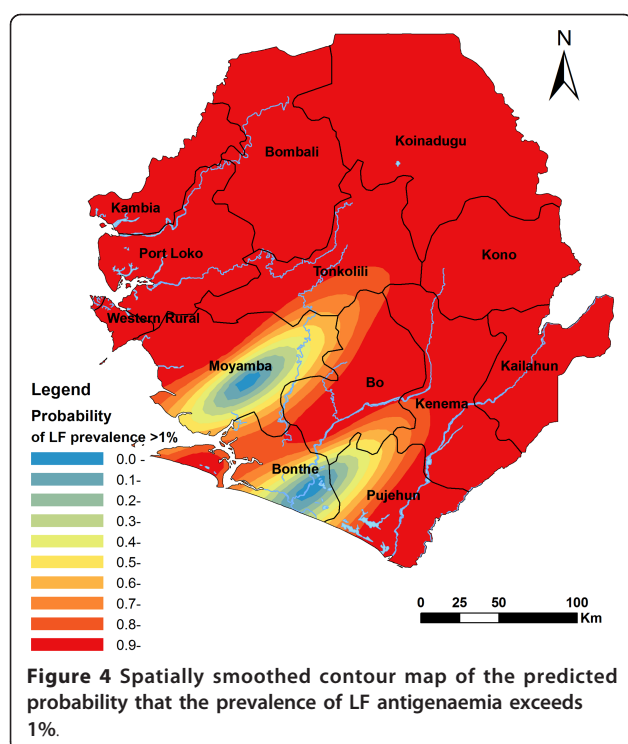 N
Koinadugu
Bombali
Kambia
Port Loko
Kono
Tonkolili
Western Rural
Moyamba
Kailahun
Bo
Kenema
Bonthe
Pujehun
Legend
Probability
of LF prevalence >1%
0.0 -
0.1-
0.2-
0.3-
0.4-
0.5-
0.6-
0.7-
0.8-
0.9-
0 25 50 100
Km
Figure 4 Spatially smoothed contour map of the predicted
probability that the prevalence of LF antigenaemia exceeds
1%.